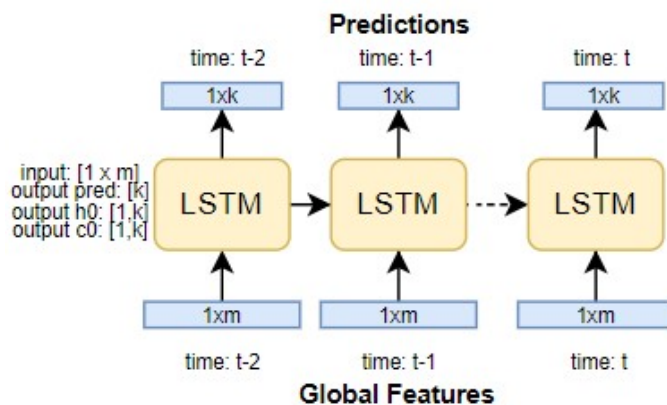 Predictions
time: t-2
time: t-1
time: t
1xk
1xk
1xk
input: [1 x m]
output pred: [k]
output h0: [1,k]
output c0: [1,k]
LSTM
LSTM
LSTM
1xm
1xm
1xm
time: t-2
time: t-1
time: t
Global Features